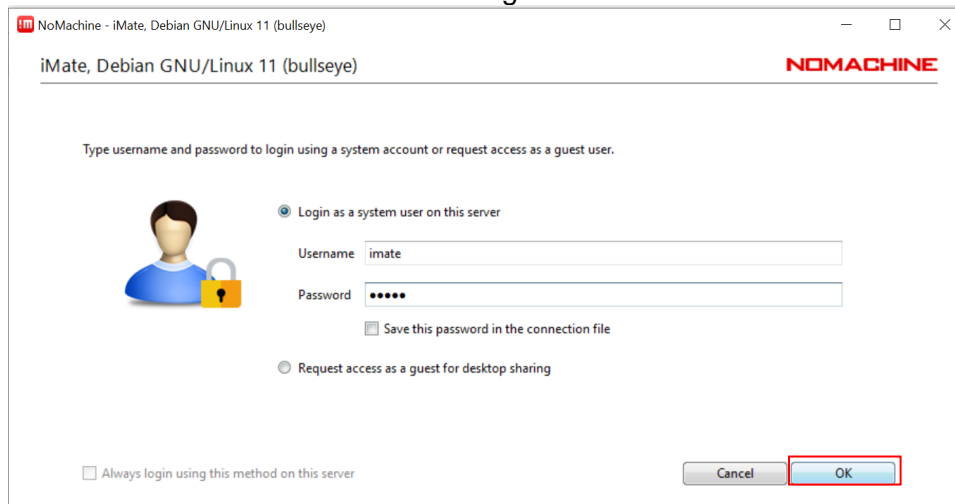 NoMachine - iMate, Debian GNU/Linux 11 (bullseye)
iMate, Debian GNU/Linux 11 (bullseye)
NOMACHINE
Type username and password to login using a system account or request access as a guest user.
Login as a system user on this server
Username imate
Password •••••
Save this password in the connection file
Request access as a guest for desktop sharing
Always login using this method on this server
Cancel OK